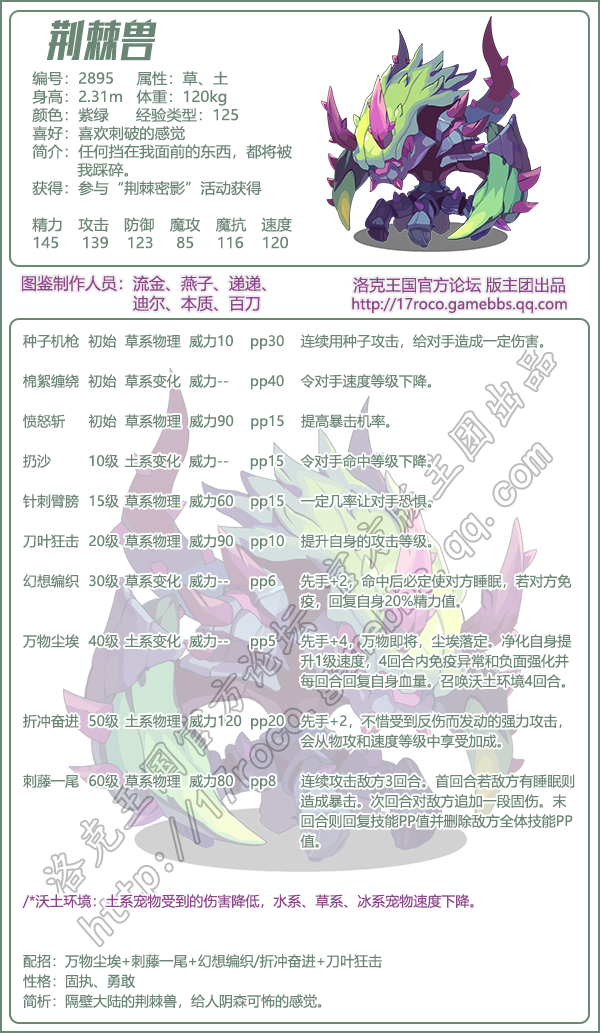 荆棘兽
编号：2895 属性：草、土
身高：2.31m 体重：120kg
颜色：紫绿 经验类型：125
喜好：喜欢刺破的感觉
简介：任何挡在我面前的东西，都将被
我踩碎。
获得：参与“荆棘密影”活动获得
精力 攻击 防御 魔攻 魔抗 速度
145 139 123 85 116 120
图鉴制作人员：流金、燕子、递递、
迪尔、本质、百刀
洛克王国官方论坛 版主团出品
http://17roco.gamebbs.qq.com
种子机枪 初始 草系物理 威力10 pp30 连续用种子攻击，给对手造成一定伤害。
棉絮缠绕 初始 草系变化 威力-- pp40 令对手速度等级下降。
愤怒斩 初始 草系物理 威力90 pp15 提高暴击机率。
扔沙 10级 土系变化 威力-- pp15 令对手命中等级下降。
针刺臂膀 15级 草系物理 威力60 pp15 一定几率让对手恐惧。
刀叶狂击 20级 草系物理 威力90 pp10 提升自身的攻击等级。
幻想编织 30级 草系变化 威力-- pp6 先手+2，命中后必定使对方睡眠，若对方免
疫，回复自身20%精力值。
万物尘埃 40级 土系变化 威力-- pp5 先手+4，万物即将，尘埃落定。净化自身提
升1级速度，4回合内免疫异常和负面强化并
每回合回复自身血量。召唤沃土环境4回合。
折冲奋进 50级 土系物理 威力120 pp20 先手+2，不惜受到反伤而发动的强力攻击，
会从物攻和速度等级中享受加成。
刺藤一尾 60级 草系物理 威力80 pp8 连续攻击敌方3回合。首回合若敌方有睡眠则
造成暴击。次回合对敌方追加一段固伤。末
回合则回复技能PP值并删除敌方全体技能PP
值。
/*沃土环境：土系宠物受到的伤害降低，水系、草系、冰系宠物速度下降。
配招：万物尘埃+刺藤一尾+幻想编织/折冲奋进+刀叶狂击
性格：固执、勇敢
简析：隔壁大陆的荆棘兽，给人阴森可怖的感觉。
洛克王国官方论坛 版主团出品
http://17roco.gamebbs.qq.com